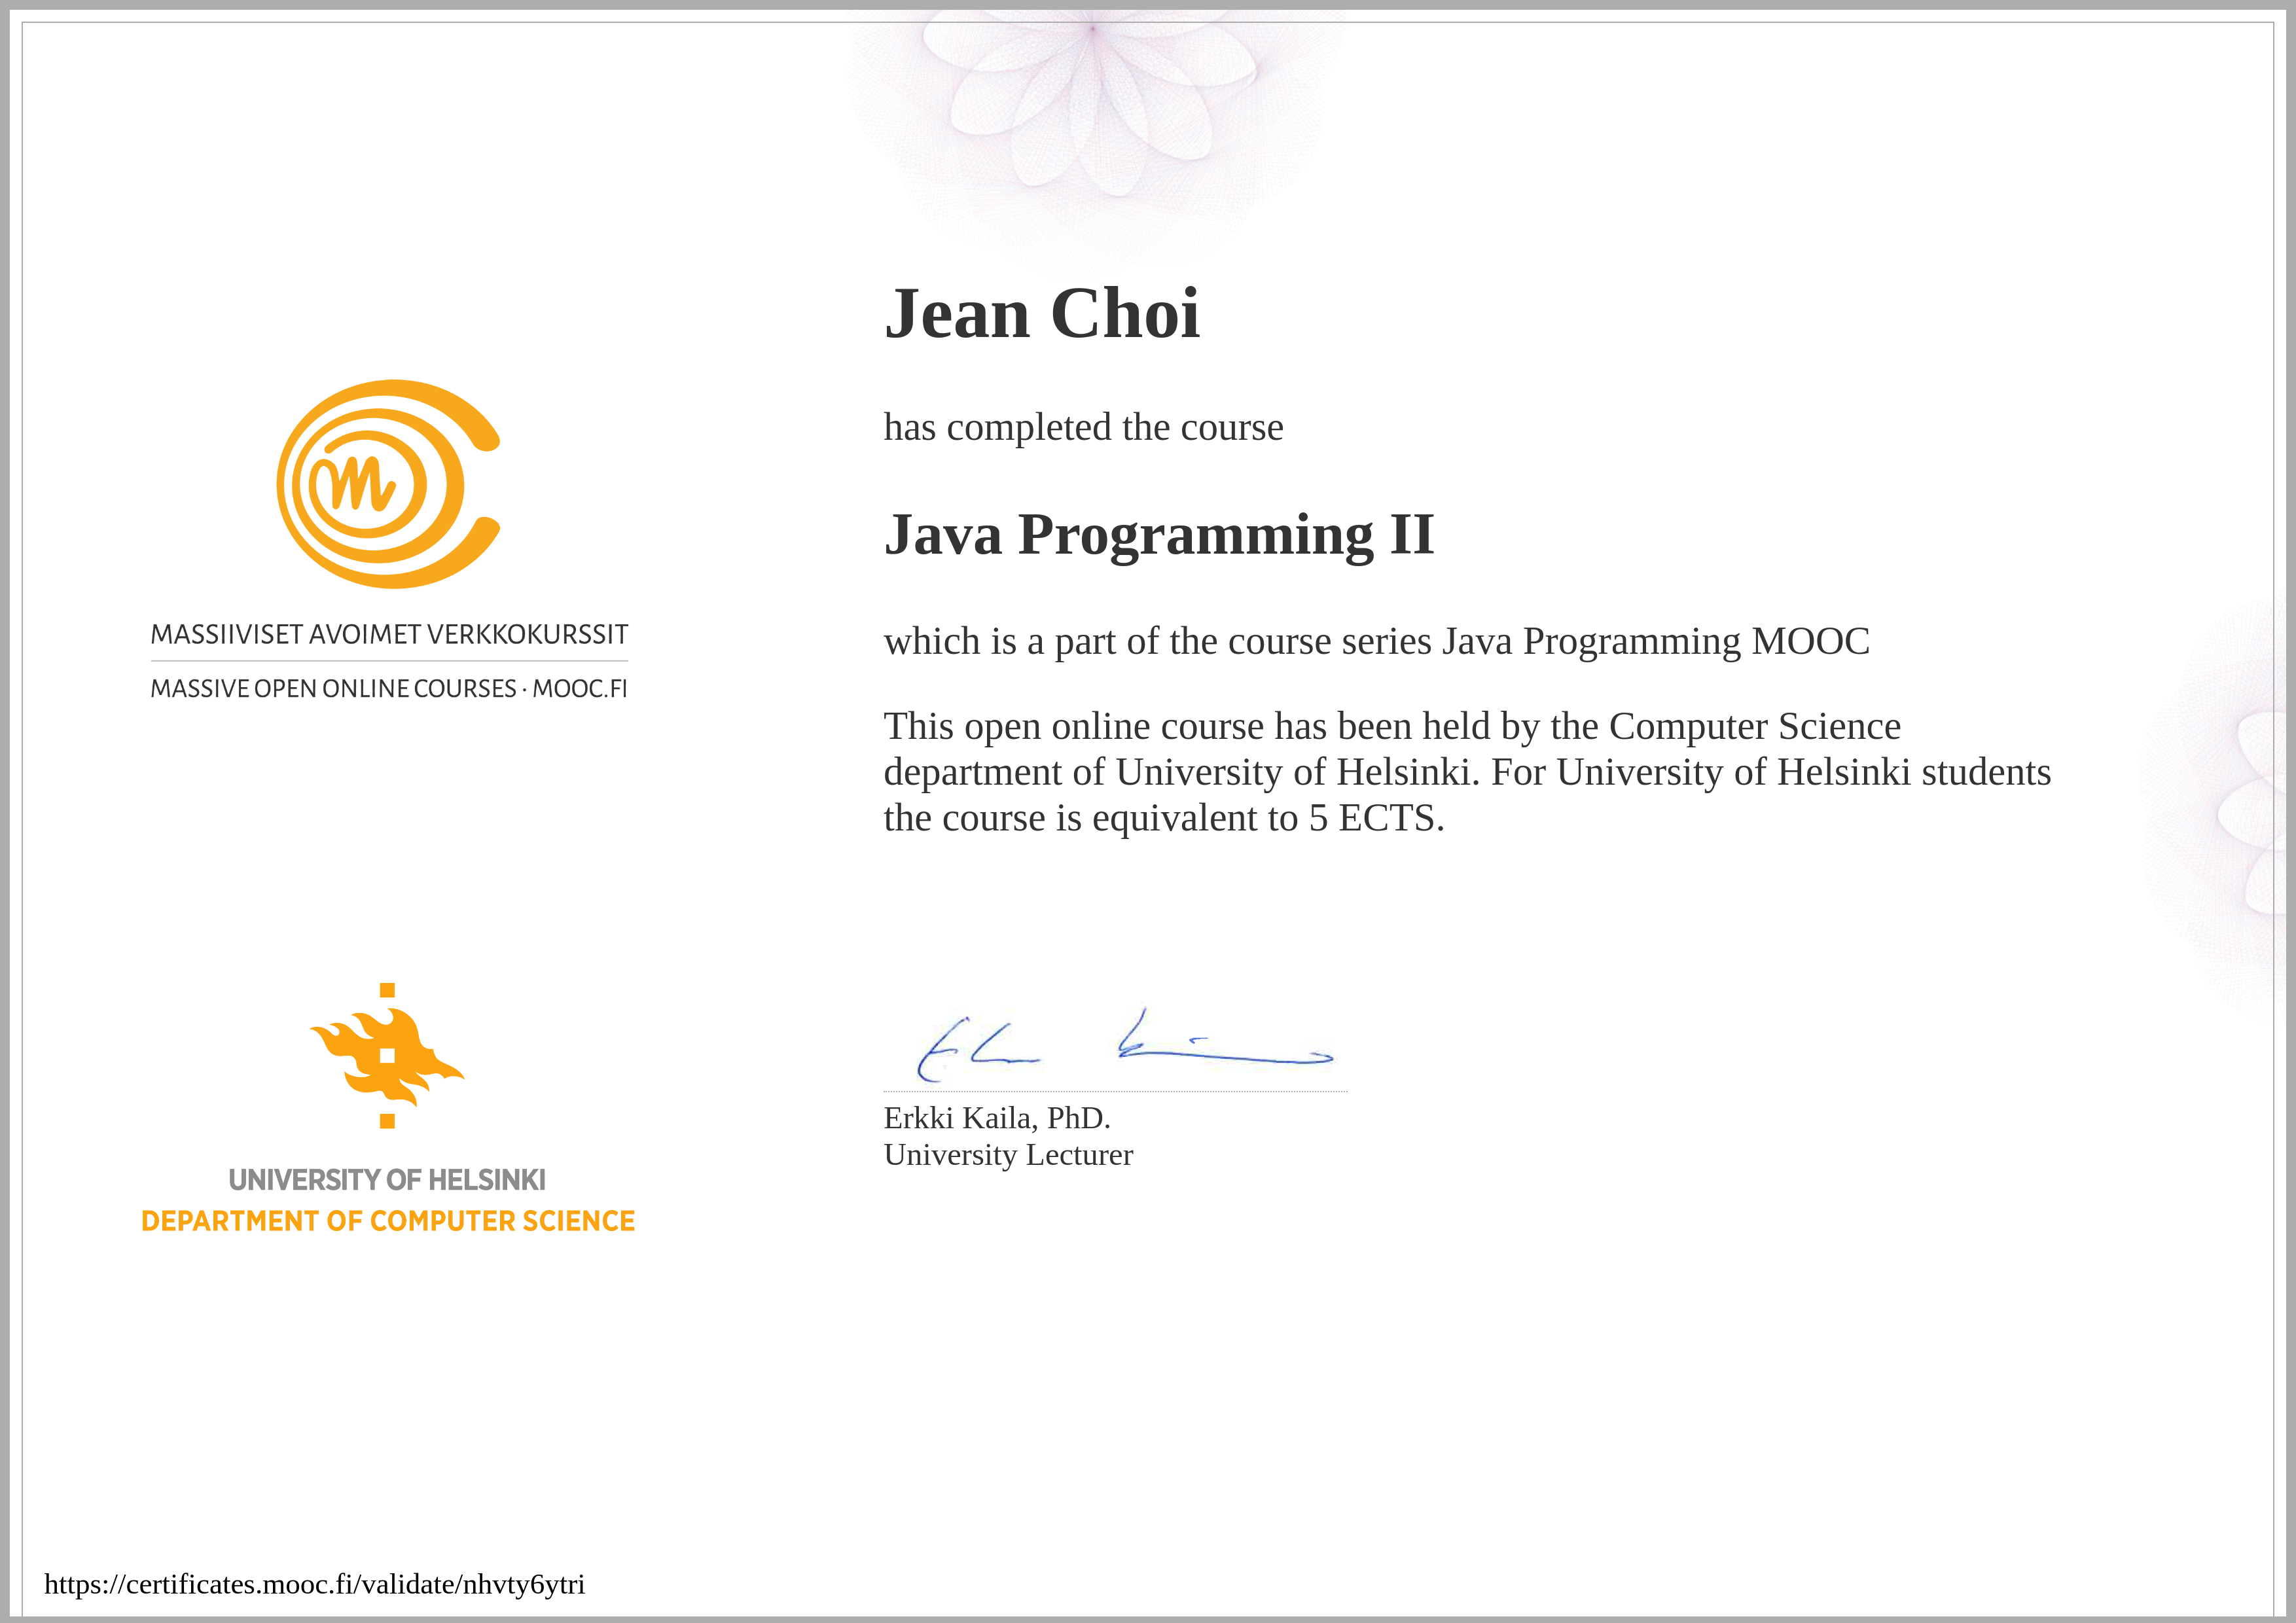 Jean Choi
has completed the course
Java Programming II
which is a part of the course series Java Programming MOOC
This open online course has been held by the Computer Science
department of University of Helsinki. For University of Helsinki students
the course is equivalent to 5 ECTS.
MASSIIVISET AVOIMET VERKKOKURSSIT
MASSIVE OPEN ONLINE COURSES · MOOC.FI
Erkki Kaila, PhD.
University Lecturer
UNIVERSITY OF HELSINKI
DEPARTMENT OF COMPUTER SCIENCE
https://certificates.mooc.fi/validate/nhvty6ytri